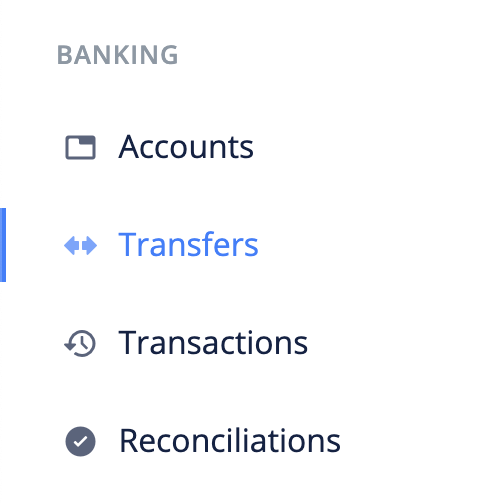 BANKING
Accounts
Transfers
Transactions
Reconciliations